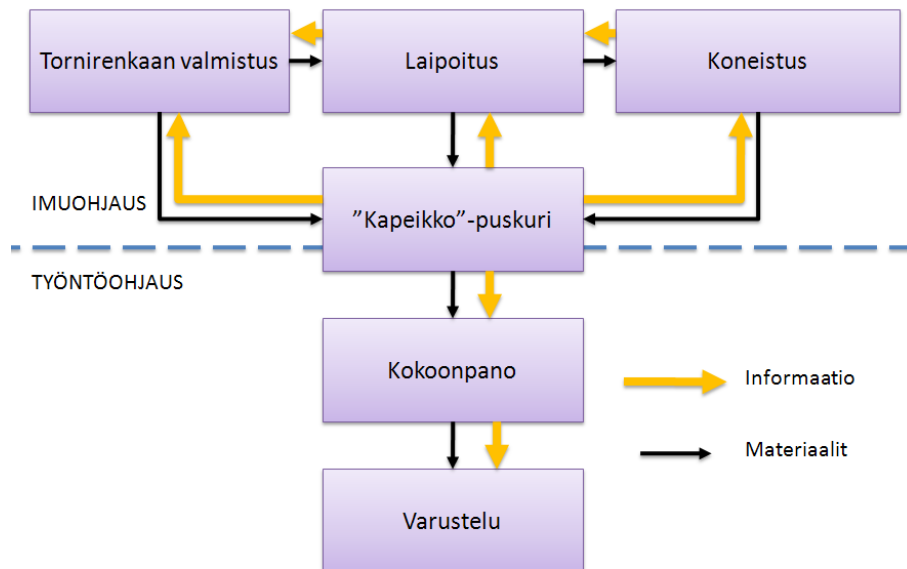 Tornirenkaan valmistus
Laipoitus
Koneistus
IMUOHJAUS
”Kapeikko”-puskuri
TYÖNTÖOHJAUS
Kokoonpano
Informaatio
Materiaalit
Varustelu